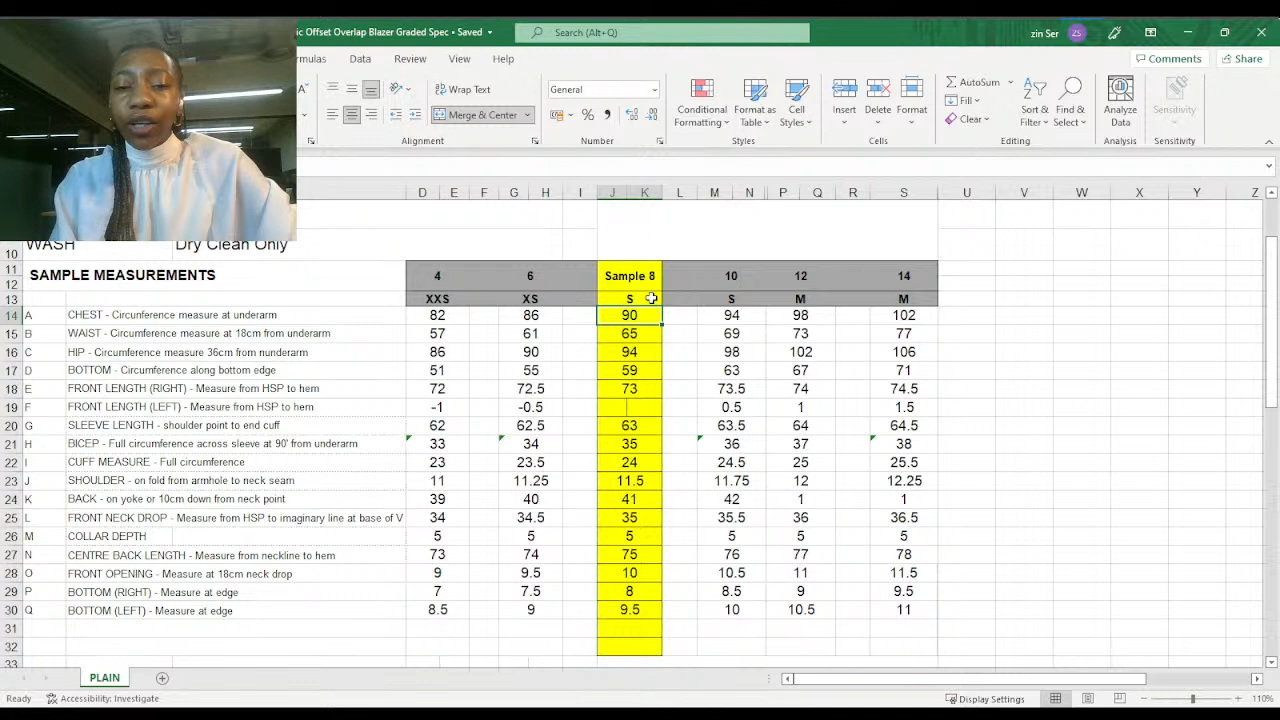 ic Offset Overlap Blazer Graded Spec • Saved
Search (Alt+Q)
zin Ser
ZS
rmulas Data Review View Help
Comments
Share
Wrap Text
Merge & Center
General
Conditional Formatting
Format as Table
Cell Styles
Insert
Delete
Format
AutoSum
Fill
Clear
Sort & Filter
Find & Select
Analyze Data
Sensitivity
Alignment Number Styles Cells Editing Analysis Sensitivity
D E F G H I J K L M N P Q R S U V W X Y Z
10 WASH Dry Clean Only
11 SAMPLE MEASUREMENTS 4 6 Sample 8 10 12 14
12
13 XXS XS S S M M
14 A CHEST - Circunference measure at underarm 82 86 90 94 98 102
15 B WAIST - Circumference measure at 18cm from underarm 57 61 65 69 73 77
16 C HIP - Circumference measure 36cm from nunderarm 86 90 94 98 102 106
17 D BOTTOM - Circumference along bottom edge 51 55 59 63 67 71
18 E FRONT LENGTH (RIGHT) - Measure from HSP to hem 72 72.5 73 73.5 74 74.5
19 F FRONT LENGTH (LEFT) - Measure from HSP to hem -1 -0.5 0.5 1 1.5
20 G SLEEVE LENGTH - shoulder point to end cuff 62 62.5 63 63.5 64 64.5
21 H BICEP - Full circumference across sleeve at 90' from underarm 33 34 35 36 37 38
22 I CUFF MEASURE - Full circumference 23 23.5 24 24.5 25 25.5
23 J SHOULDER - on fold from armhole to neck seam 11 11.25 11.5 11.75 12 12.25
24 K BACK - on yoke or 10cm down from neck point 39 40 41 42 1 1
25 L FRONT NECK DROP - Measure from HSP to imaginary line at base of V 34 34.5 35 35.5 36 36.5
26 M COLLAR DEPTH 5 5 5 5 5 5
27 N CENTRE BACK LENGTH - Measure from neckline to hem 73 74 75 76 77 78
28 O FRONT OPENING - Measure at 18cm neck drop 9 9.5 10 10.5 11 11.5
29 P BOTTOM (RIGHT) - Measure at edge 7 7.5 8 8.5 9 9.5
30 Q BOTTOM (LEFT) - Measure at edge 8.5 9 9.5 10 10.5 11
31
32
33
PLAIN
Ready Accessibility: Investigate
Display Settings
110%